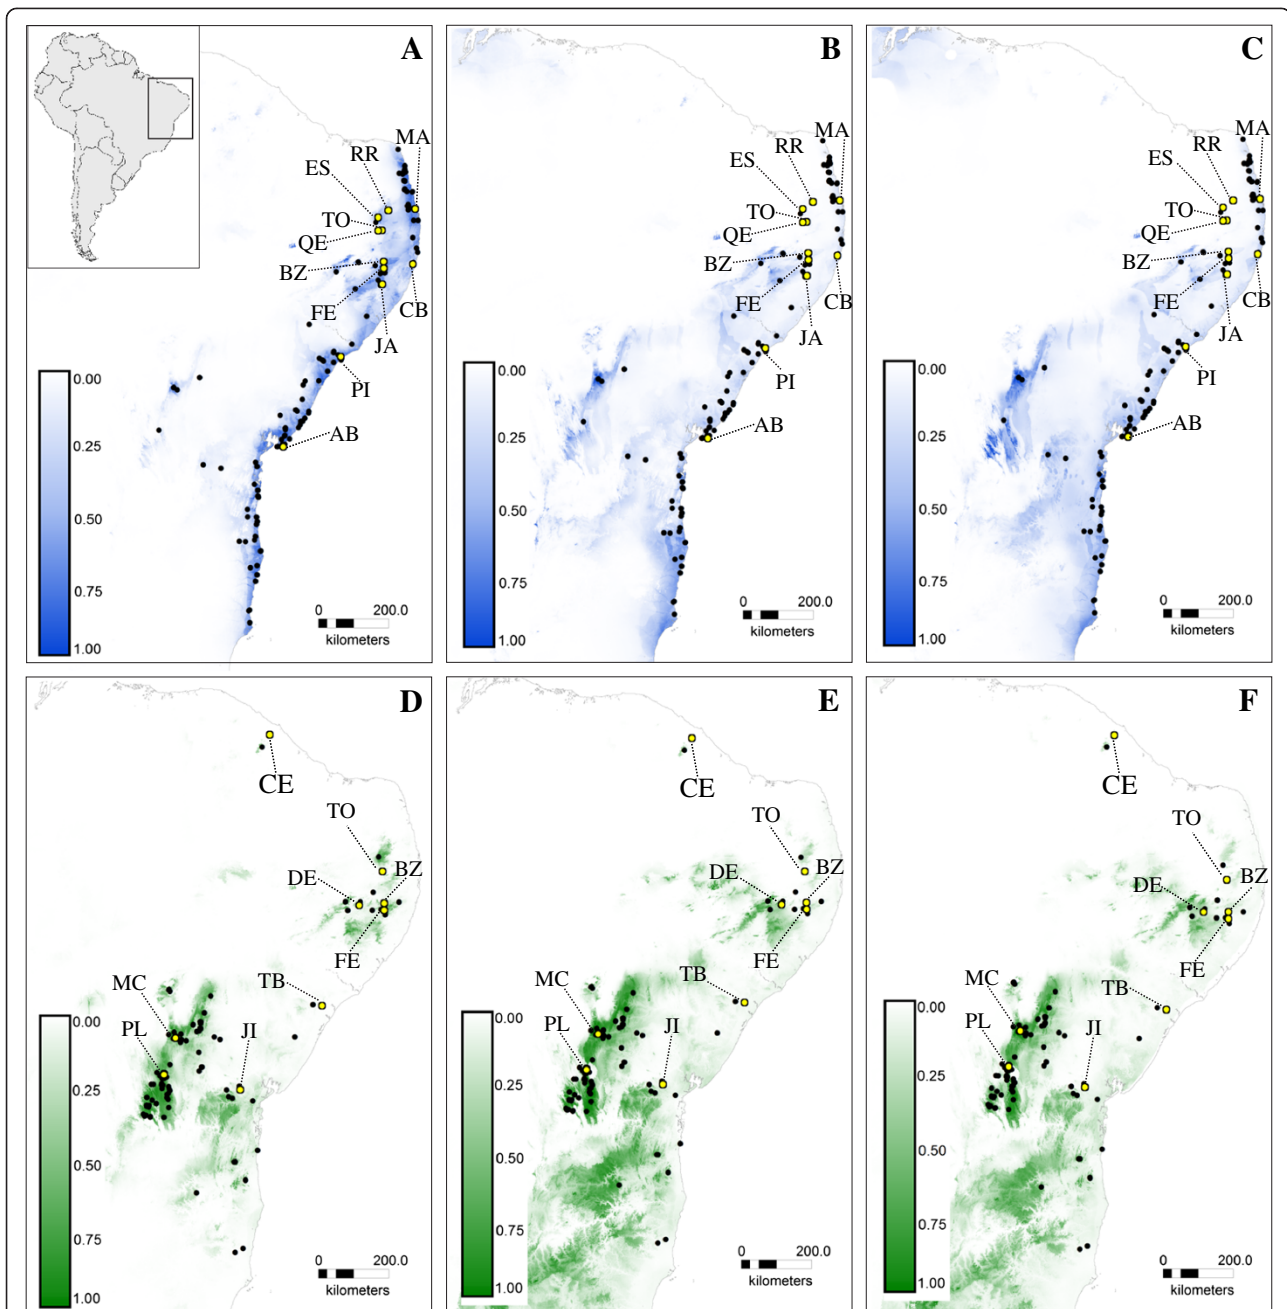 A
MA
RR
ES
TO
QE
BZ
FE
CB
JA
PI
AB
0.00
0.25
0.50
0.75
1.00
0 200.0
kilometers
B
MA
RR
ES
TO
QE
BZ
FE
CB
JA
PI
AB
0.00
0.25
0.50
0.75
1.00
0 200.0
kilometers
C
MA
RR
ES
TO
QE
BZ
FE
CB
JA
PI
AB
0.00
0.25
0.50
0.75
1.00
0 200.0
kilometers
D
CE
TO
DE
BZ
FE
TB
MC
PL
JI
0.00
0.25
0.50
0.75
1.00
0 200.0
kilometers
E
CE
TO
DE
BZ
FE
TB
MC
PL
JI
0.00
0.25
0.50
0.75
1.00
0 200.0
kilometers
F
CE
TO
DE
BZ
FE
TB
MC
PL
JI
0.00
0.25
0.50
0.75
1.00
0 200.0
kilometers